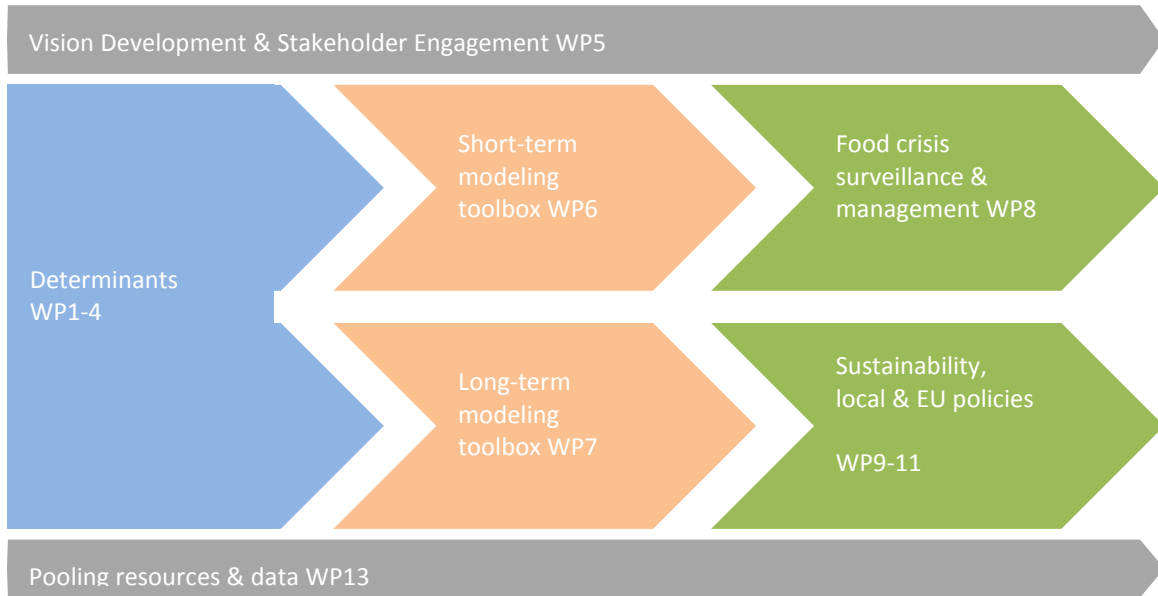 Vision Development & Stakeholder Engagement WP5
Determinants
WP1-4
Short-term
modeling
toolbox WP6
Food crisis
surveillance &
management WP8
Long-term
modeling
toolbox WP7
Sustainability,
local & EU policies
WP9-11
Pooling resources & data WP13